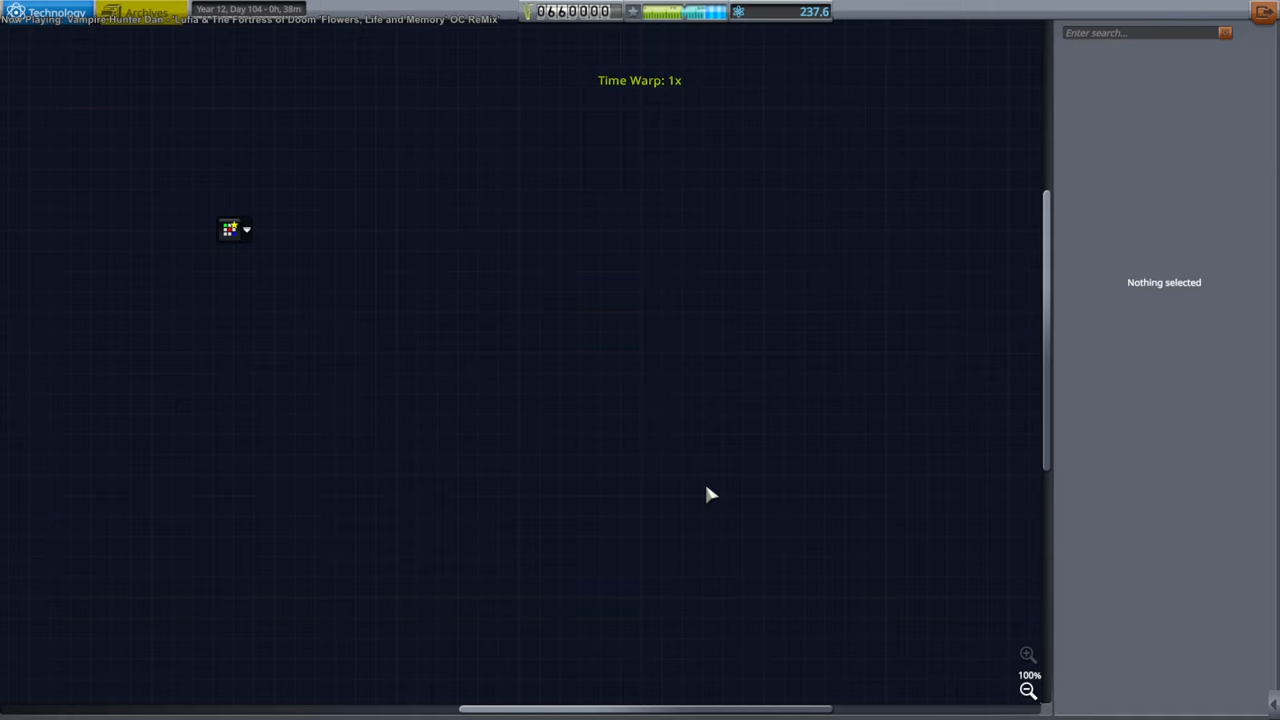 Technology
Archives
Year 12, Day 104 - 0h, 38m
0660000
237.6
Now Playing: Vampire Hunter Dan - 'Lufia & The Fortress of Doom 'Flowers, Life and Memory' OC ReMix'
Enter search...
Time Warp: 1x
Nothing selected
100%